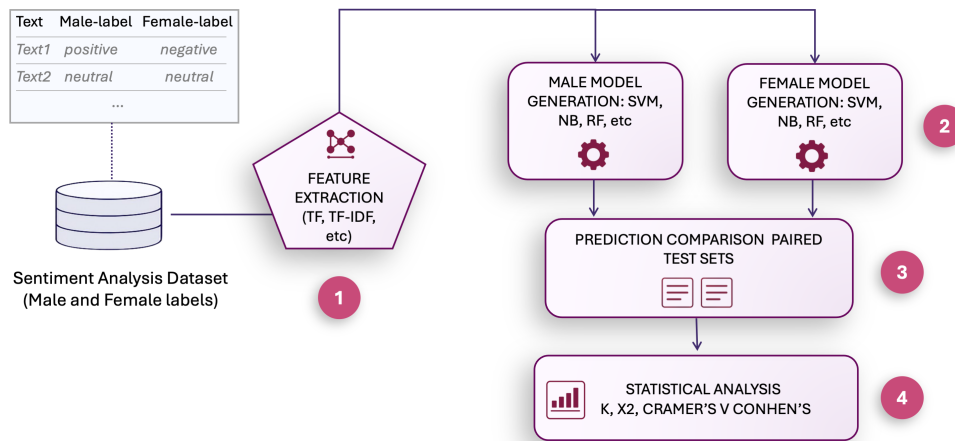 Text Male-label Female-label
Text1 positive negative
Text2 neutral neutral
...
Sentiment Analysis Dataset
(Male and Female labels)
FEATURE
EXTRACTION
(TF, TF-IDF,
etc)
1
MALE MODEL
GENERATION: SVM,
NB, RF, etc
FEMALE MODEL
GENERATION: SVM,
NB, RF, etc
2
PREDICTION COMPARISON PAIRED
TEST SETS
3
STATISTICAL ANALYSIS
K, X2, CRAMER'S V CONHEN'S
4